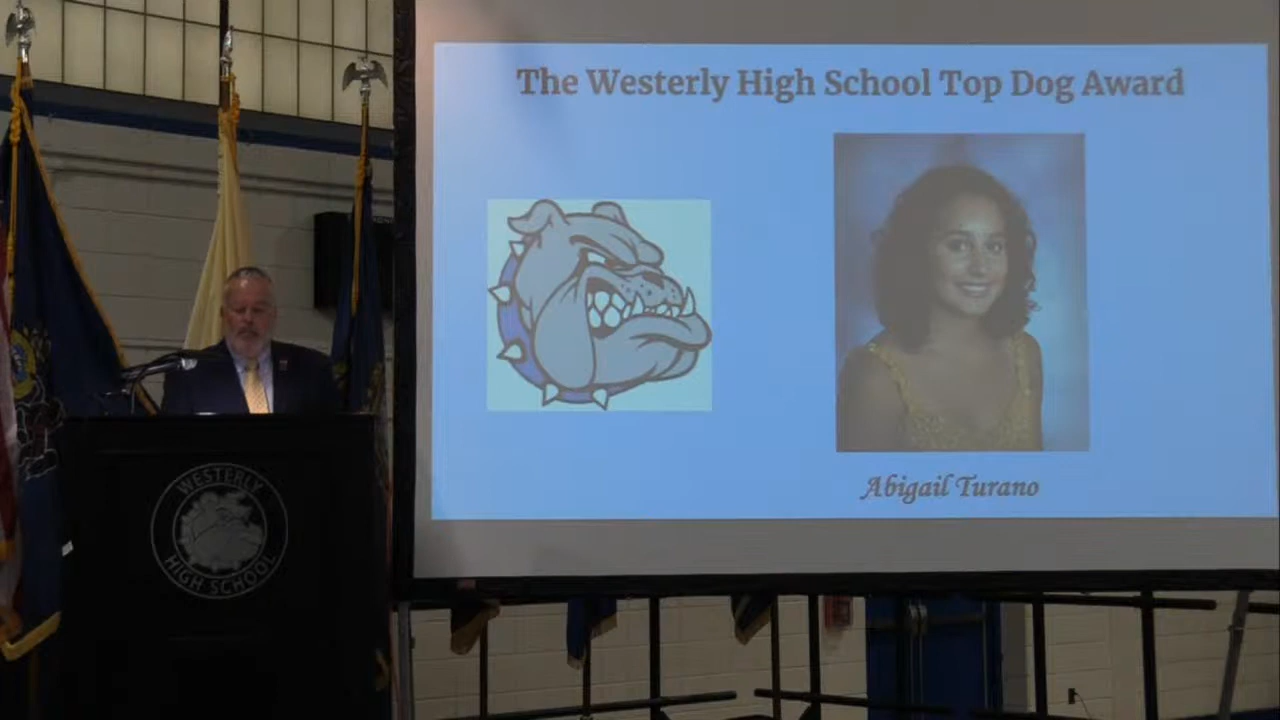 The Westerly High School Top Dog Award
Abigail Turano
WESTERLY
HIGH SCHOOL